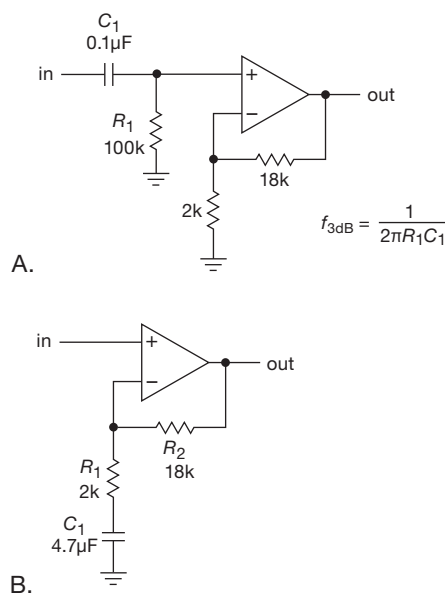 C₁
0.1µF
in
+
out
R₁
100k
−
18k
2k
f₃dB = 1 / 2πR₁C₁
A.
in
+
out
−
R₁
2k
R₂
18k
C₁
4.7µF
B.